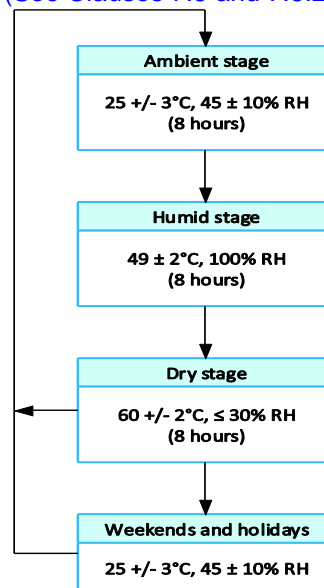 Ambient stage
25 +/- 3°C, 45 ± 10% RH
(8 hours)
Humid stage
49 ± 2°C, 100% RH
(8 hours)
Dry stage
60 +/- 2°C, ≤ 30% RH
(8 hours)
Weekends and holidays
25 +/- 3°C, 45 ± 10% RH